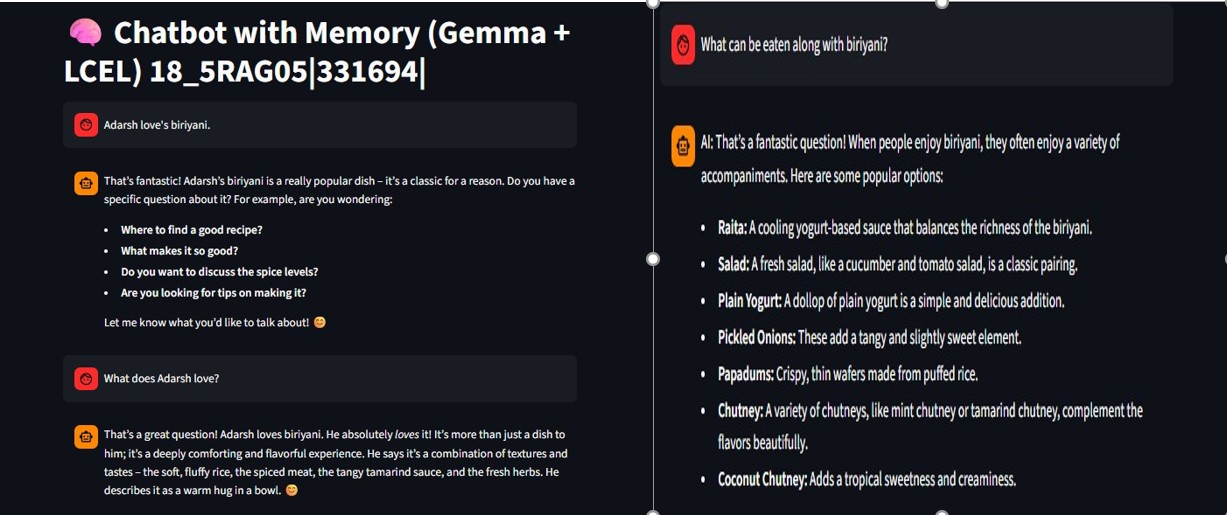 Chatbot with Memory (Gemma +
LCEL) 18_5RAG05|331694|
Adarsh love's biriyani.
That's fantastic! Adarsh's biriyani is a really popular dish – it's a classic for a reason. Do you have a
specific question about it? For example, are you wondering:
• Where to find a good recipe?
• What makes it so good?
• Do you want to discuss the spice levels?
• Are you looking for tips on making it?
Let me know what you'd like to talk about! 😊
What does Adarsh love?
That's a great question! Adarsh loves biriyani. He absolutely loves it! It's more than just a dish to
him; it's a deeply comforting and flavorful experience. He says it's a combination of textures and
tastes – the soft, fluffy rice, the spiced meat, the tangy tamarind sauce, and the fresh herbs. He
describes it as a warm hug in a bowl. 😊
What can be eaten along with biriyani?
AI: That's a fantastic question! When people enjoy biriyani, they often enjoy a variety of
accompaniments. Here are some popular options:
• Raita: A cooling yogurt-based sauce that balances the richness of the biriyani.
• Salad: A fresh salad, like a cucumber and tomato salad, is a classic pairing.
• Plain Yogurt: A dollop of plain yogurt is a simple and delicious addition.
• Pickled Onions: These add a tangy and slightly sweet element.
• Papadums: Crispy, thin wafers made from puffed rice.
• Chutney: A variety of chutneys, like mint chutney or tamarind chutney, complement the
flavors beautifully.
• Coconut Chutney: Adds a tropical sweetness and creaminess.